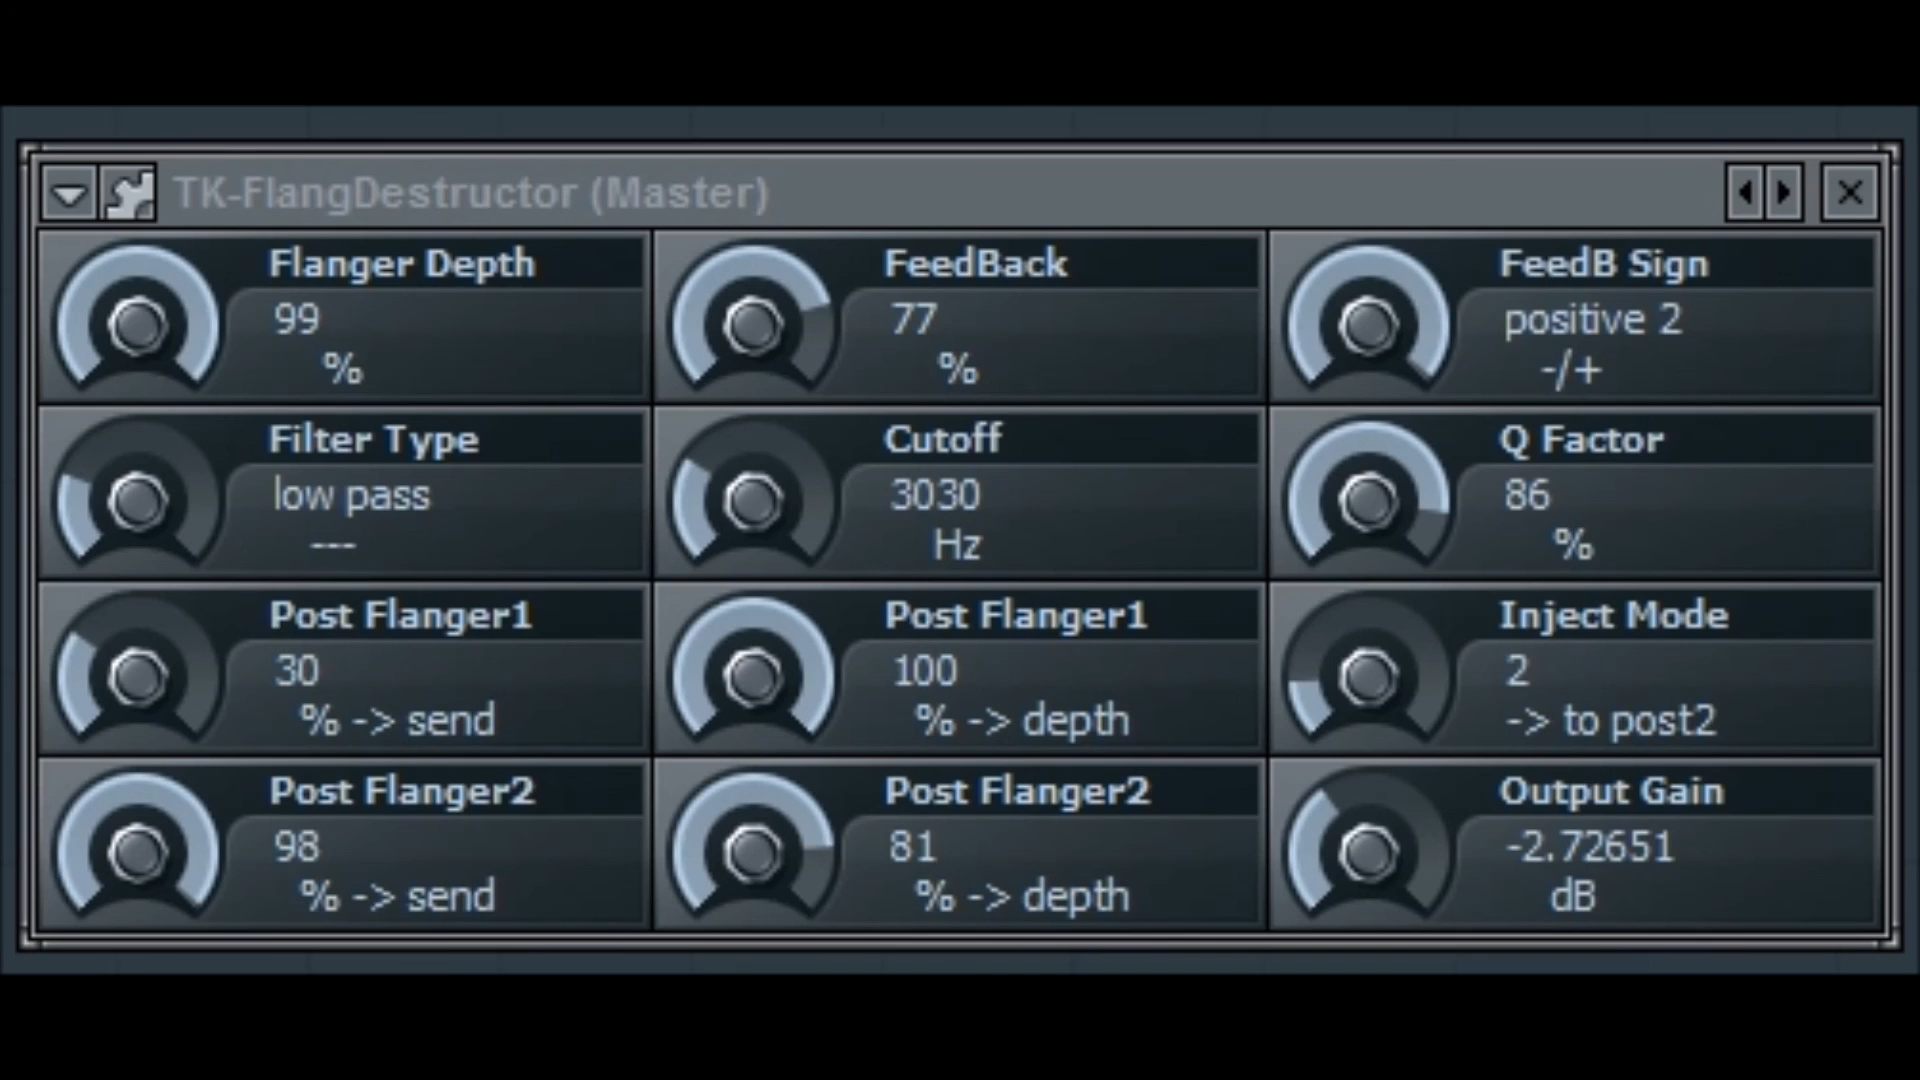 TK-FlangDestructor (Master)
Flanger Depth
99
%
FeedBack
77
%
FeedB Sign
positive 2
-/+
Filter Type
low pass
---
Cutoff
3030
Hz
Q Factor
86
%
Post Flanger1
30
% -> send
Post Flanger1
100
% -> depth
Inject Mode
2
-> to post2
Post Flanger2
98
% -> send
Post Flanger2
81
% -> depth
Output Gain
-2.72651
dB